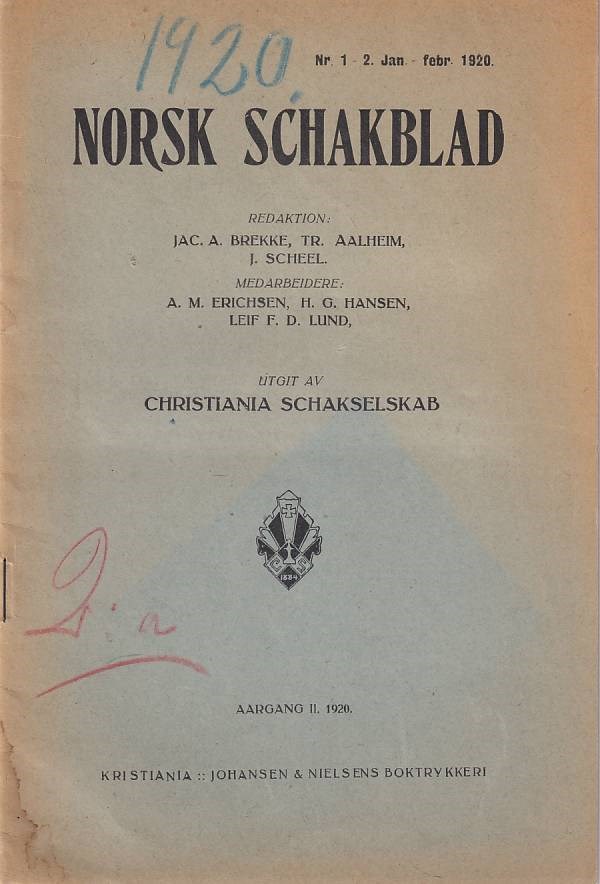 1920.
Nr. 1 - 2. Jan. - febr. 1920.
NORSK SCHAKBLAD
REDAKTION:
JAC. A. BREKKE, TR. AALHEIM,
J. SCHEEL.
MEDARBEIDERE:
A. M. ERICHSEN, H. G. HANSEN,
LEIF F. D. LUND,
UTGIT AV
CHRISTIANIA SCHAKSELSKAB
C S
1884
AARGANG II. 1920.
KRISTIANIA :: JOHANSEN & NIELSENS BOKTRYKKERI